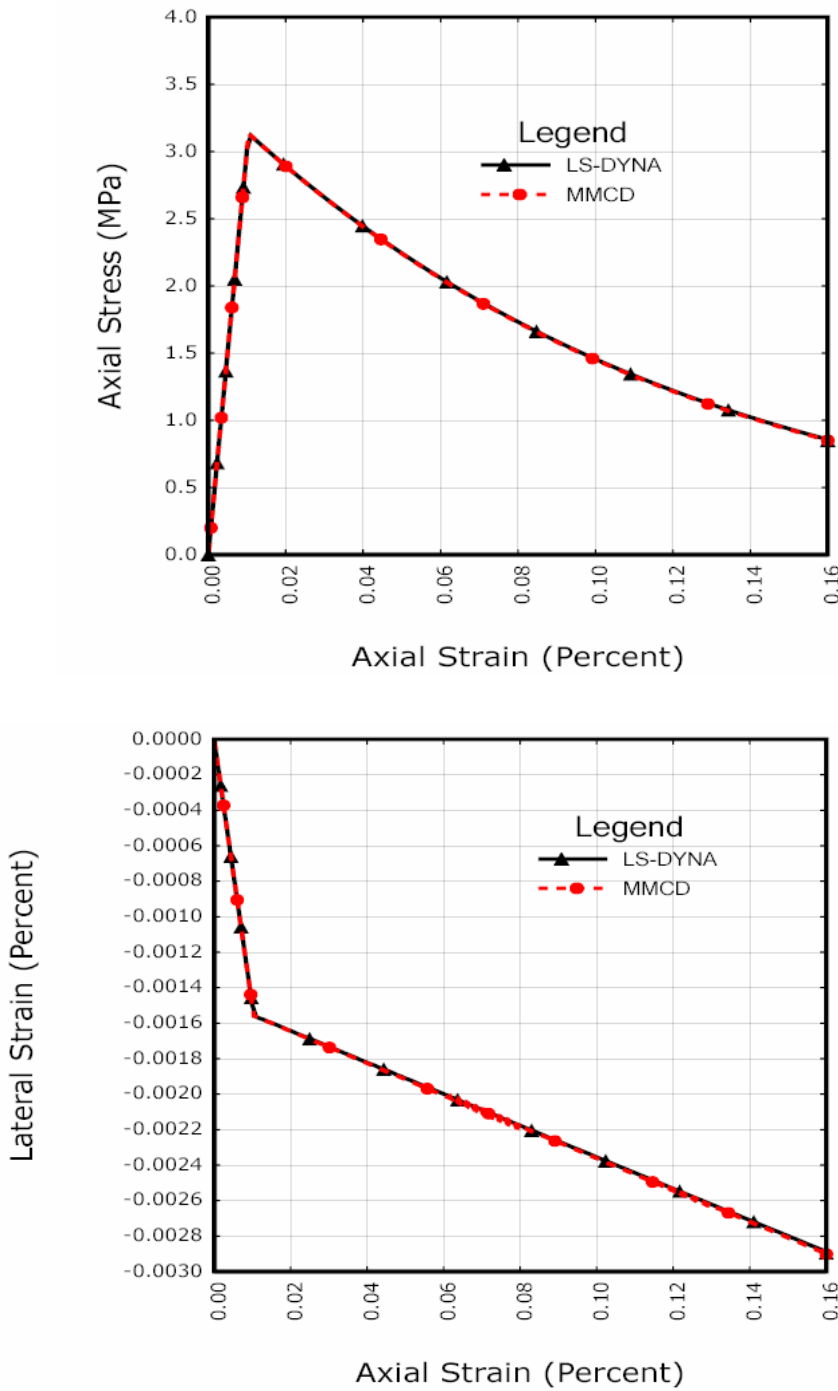 4.0
3.5
3.0
2.5
2.0
1.5
1.0
0.5
0.0
Axial Stress (MPa)
Legend
LS-DYNA
MMCD
0.00 0.02 0.04 0.06 0.08 0.10 0.12 0.14 0.16
Axial Strain (Percent)
0.0000
-0.0002
-0.0004
-0.0006
-0.0008
-0.0010
-0.0012
-0.0014
-0.0016
-0.0018
-0.0020
-0.0022
-0.0024
-0.0026
-0.0028
-0.0030
Lateral Strain (Percent)
Legend
LS-DYNA
MMCD
0.00 0.02 0.04 0.06 0.08 0.10 0.12 0.14 0.16
Axial Strain (Percent)